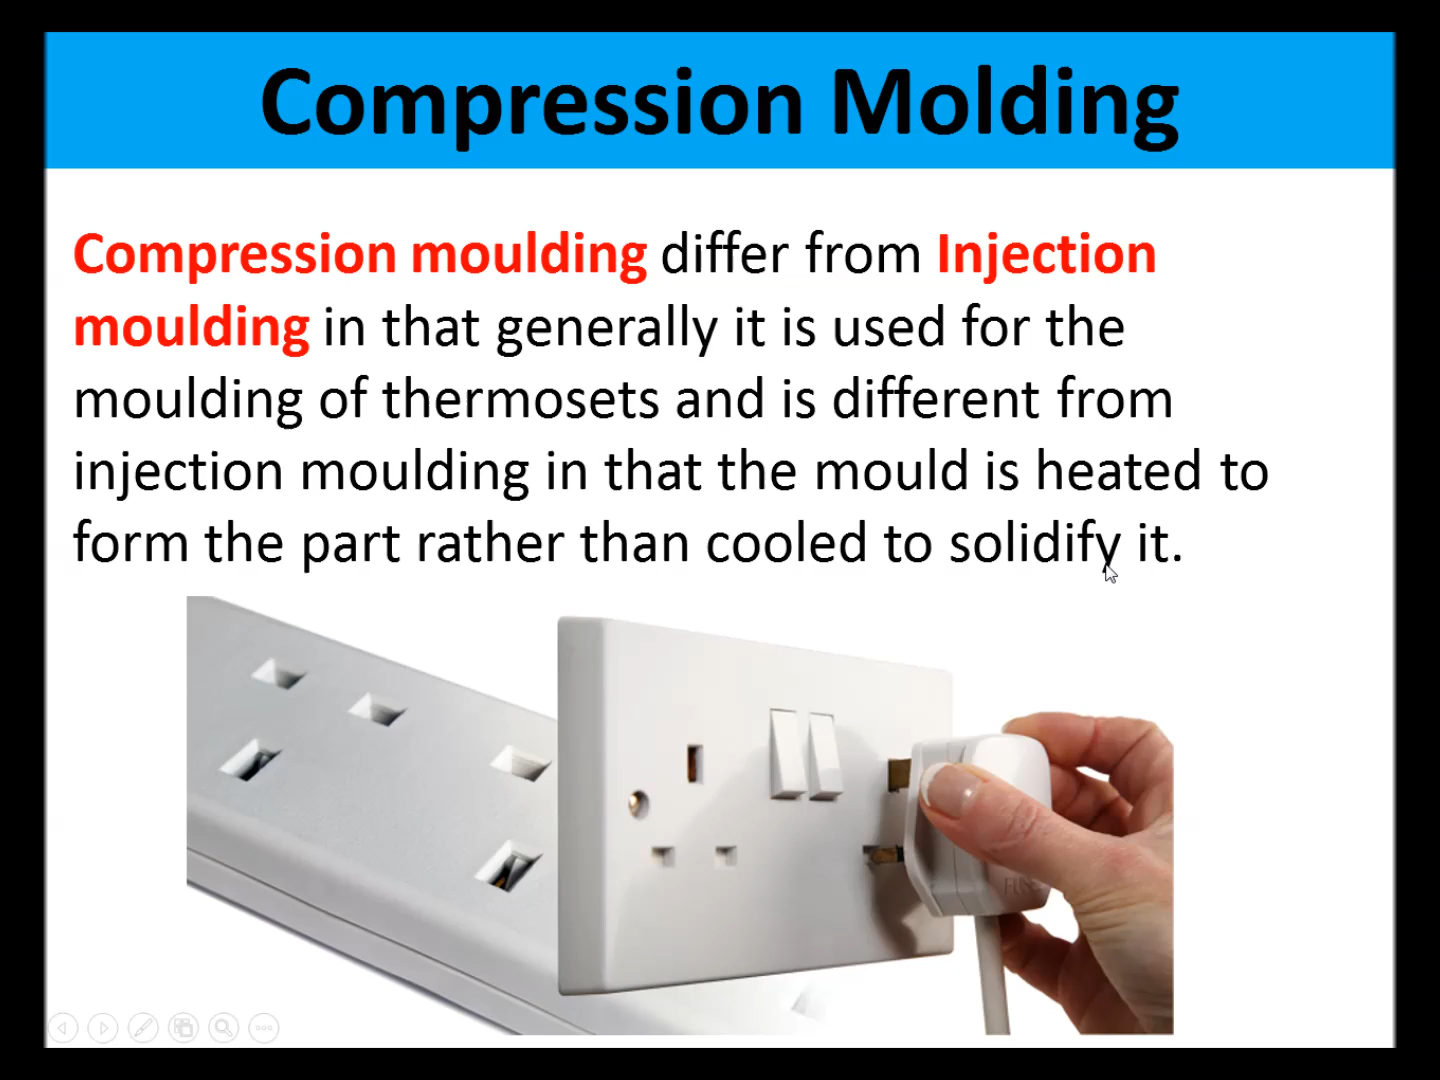 Compression Molding
Compression moulding differ from Injection
moulding in that generally it is used for the
moulding of thermosets and is different from
injection moulding in that the mould is heated to
form the part rather than cooled to solidify it.